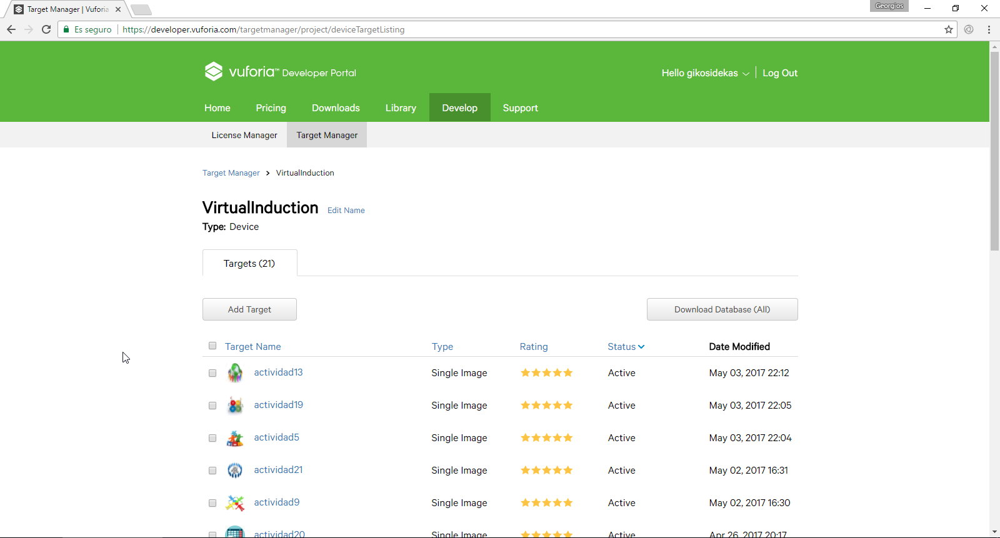 Target Manager | Vuforia
Georgios
Es seguro
https://developer.vuforia.com/targetmanager/project/deviceTargetListing
vuforia™ Developer Portal
Hello gikosidekas
Log Out
Home Pricing Downloads Library Develop Support
License Manager Target Manager
Target Manager > VirtualInduction
VirtualInduction Edit Name
Type: Device
Targets (21)
Add Target Download Database (All)
Target Name Type Rating Status Date Modified
actividad13 Single Image Active May 03, 2017 22:12
actividad19 Single Image Active May 03, 2017 22:05
actividad5 Single Image Active May 03, 2017 22:04
actividad21 Single Image Active May 02, 2017 16:31
actividad9 Single Image Active May 02, 2017 16:30
actividad20 Single Image Active Apr 26, 2017 20:17